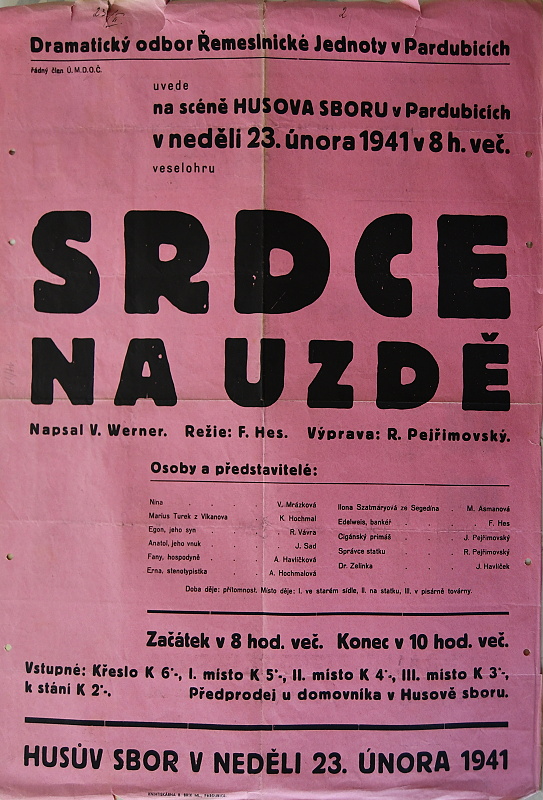 Dramatický odbor Řemeslnické Jednoty v Pardubicích
řádný člen Ú.M.D.O.Č.
uvede
na scéně HUSOVA SBORU v Pardubicích
v neděli 23. února 1941 v 8 h. več.
veselohru
SRDCE
NA UZDĚ
Napsal V. Werner. Režie: F. Hes. Výprava: R. Pejřimovský.
Osoby a představitelé:
Nina . . . . V. Mrázková
Marius Turek z Vlkanova . K. Hochmal
Egon, jeho syn . . . R. Vávra
Anatol, jeho vnuk . . . J. Sad
Fany, hospodyně . . . A. Havlíčková
Erna, stenotypistka . . A. Hochmalová
Ilona Szatmáryová ze Segedína . M. Asmanová
Edelweis, bankéř . . . F. Hes
Cigánský primáš . . J. Pejřimovský
Správce statku . . . R. Pejřimovský
Dr. Zelinka . . . J. Havlíček
Doba děje: přítomnost. Místo děje: I. ve starém sídle, II. na statku, III. v písárně továrny.
Začátek v 8 hod. več. Konec v 10 hod. več.
Vstupné: Křeslo K 6·-, I. místo K 5·-, II. místo K 4·-, III. místo K 3·-,
k stání K 2·-. Předprodej u domovníka v Husově sboru.
HUSŮV SBOR V NEDĚLI 23. ÚNORA 1941